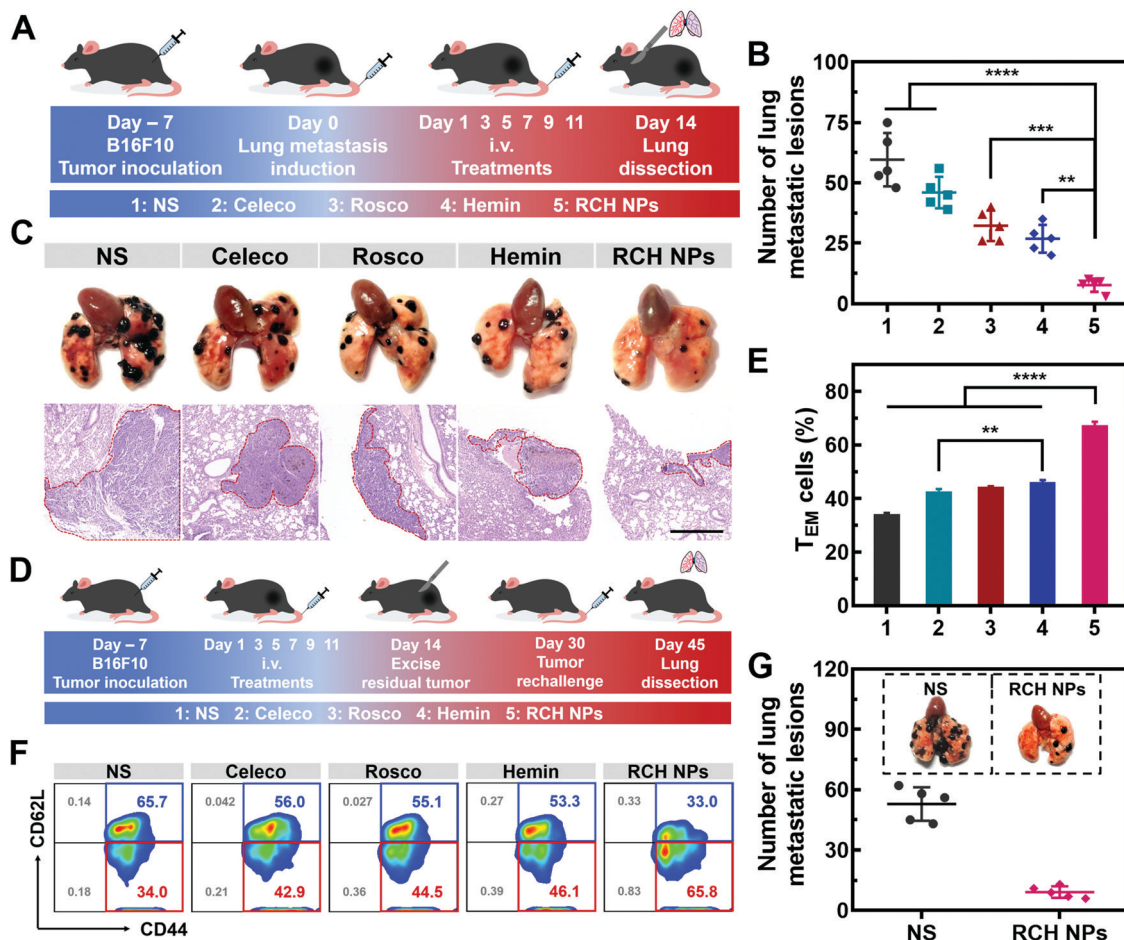 A
Day – 7
B16F10
Tumor inoculation
Day 0
Lung metastasis
induction
Day 1 3 5 7 9 11
i.v.
Treatments
Day 14
Lung
dissection
1: NS 2: Celeco 3: Rosco 4: Hemin 5: RCH NPs
B
Number of lung
metastatic lesions
75
50
25
0
****
***
**
1 2 3 4 5
C
NS Celeco Rosco Hemin RCH NPs
D
Day – 7
B16F10
Tumor inoculation
Day 1 3 5 7 9 11
i.v.
Treatments
Day 14
Excise
residual tumor
Day 30
Tumor
rechallenge
Day 45
Lung
dissection
1: NS 2: Celeco 3: Rosco 4: Hemin 5: RCH NPs
E
TEM cells (%)
80
60
40
20
0
****
**
1 2 3 4 5
F
NS Celeco Rosco Hemin RCH NPs
CD62L
0.14 65.7 0.042 56.0 0.027 55.1 0.27 53.3 0.33 33.0
0.18 34.0 0.21 42.9 0.36 44.5 0.39 46.1 0.83 65.8
CD44
G
Number of lung
metastatic lesions
120
90
60
30
0
NS RCH NPs
NS RCH NPs